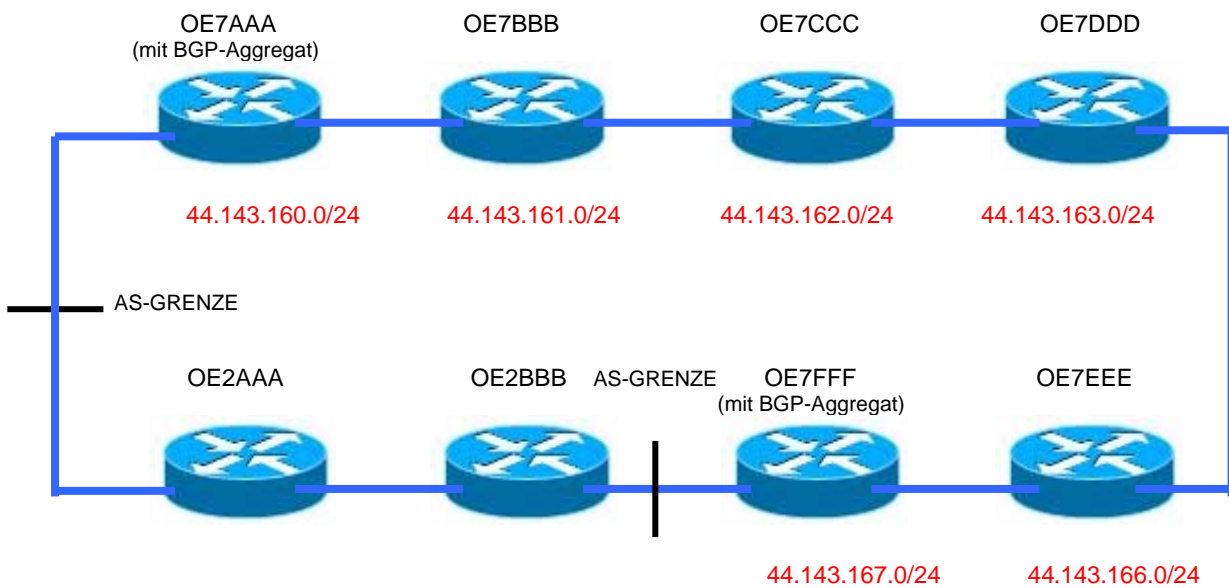 OE7AAA
(mit BGP-Aggregat)
OE7BBB
OE7CCC
OE7DDD
44.143.160.0/24
44.143.161.0/24
44.143.162.0/24
44.143.163.0/24
AS-GRENZE
OE2AAA
OE2BBB
AS-GRENZE
OE7FFF
(mit BGP-Aggregat)
OE7EEE
44.143.167.0/24
44.143.166.0/24